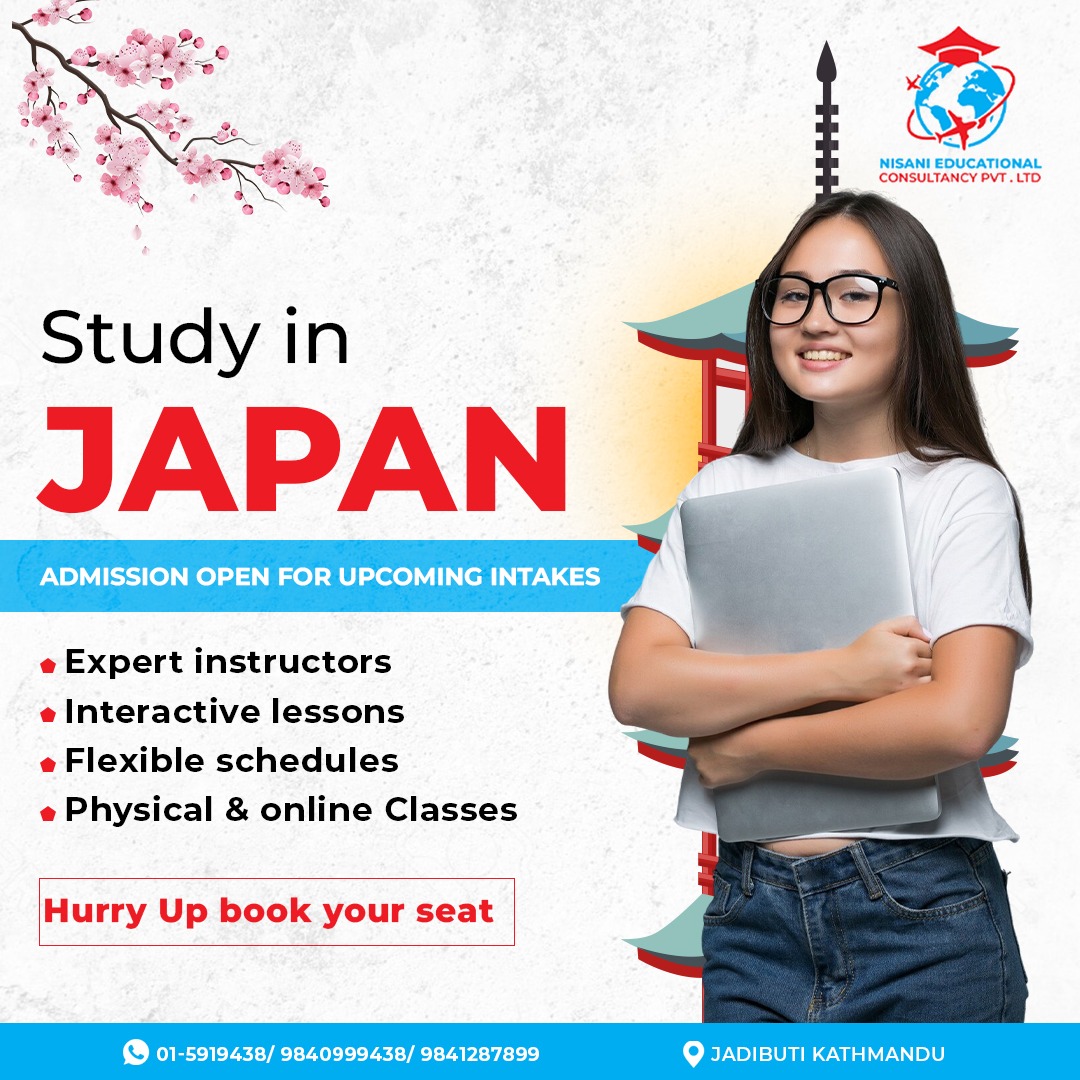 NISANI EDUCATIONAL
CONSULTANCY PVT . LTD
Study in
JAPAN
ADMISSION OPEN FOR UPCOMING INTAKES
Expert instructors
Interactive lessons
Flexible schedules
Physical & online Classes
Hurry Up book your seat
01-5919438/ 9840999438/ 9841287899
JADIBUTI KATHMANDU